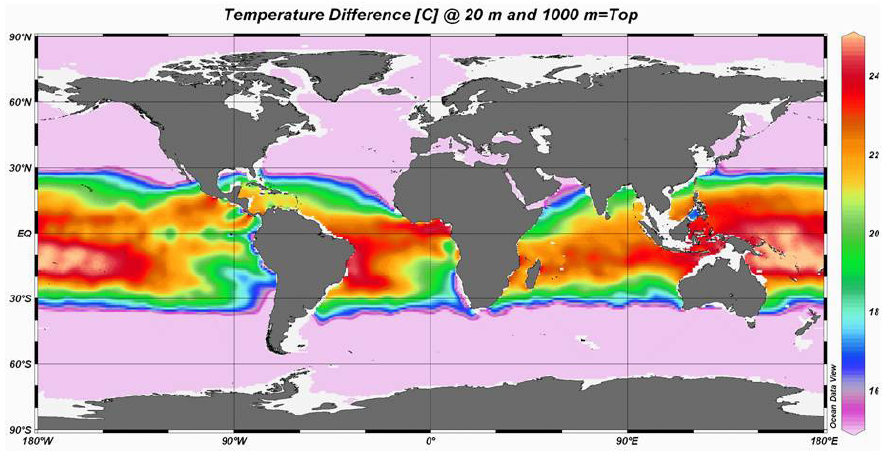 Temperature Difference [C] @ 20 m and 1000 m=Top
90°N
60°N
30°N
EQ
30°S
60°S
90°S
180°W
90°W
0°
90°E
180°E
24
22
20
18
16
Ocean Data View